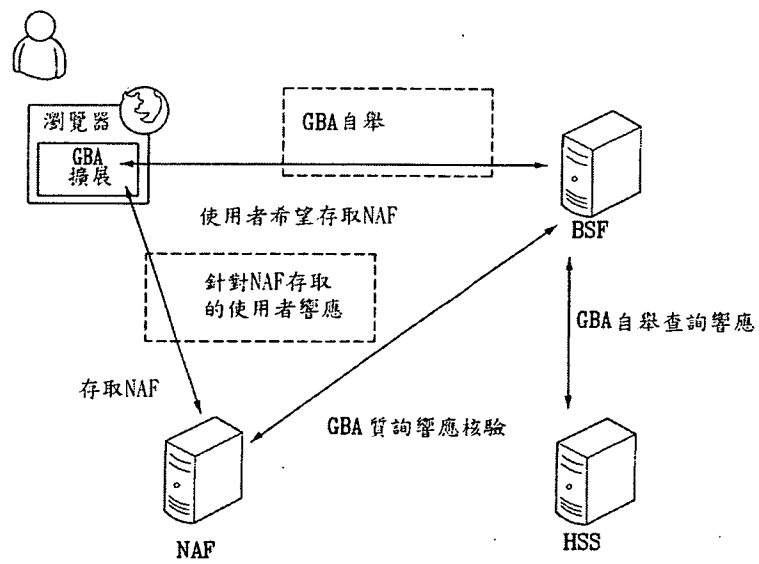 瀏覽器
GBA自舉
GBA
擴展
使用者希望存取NAF
BSF
針對NAF存取
的使用者響應
GBA自舉查詢響應
存取NAF
GBA質詢響應核驗
NAF
HSS